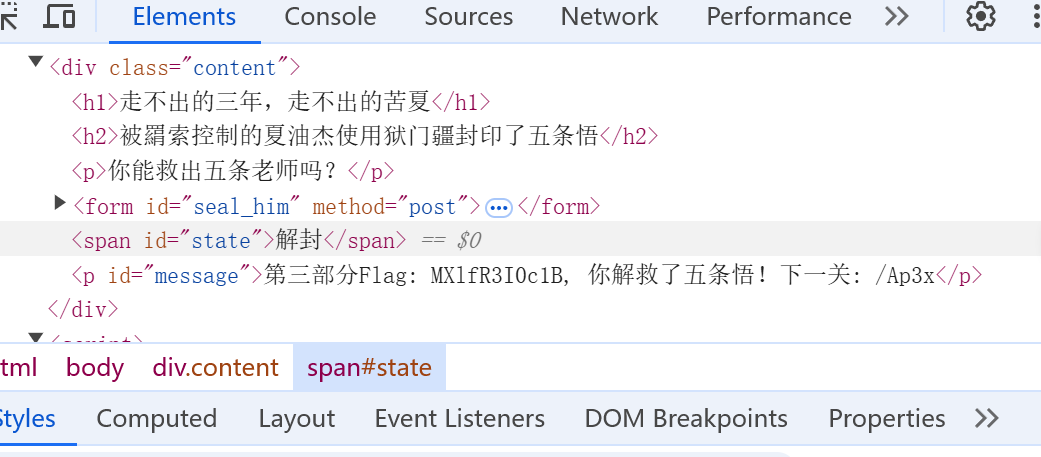 Elements Console Sources Network Performance
<div class="content">
<h1>走不出的三年，走不出的苦夏</h1>
<h2>被羂索控制的夏油杰使用狱门疆封印了五条悟</h2>
<p>你能救出五条老师吗？</p>
<form id="seal_him" method="post"> ••• </form>
<span id="state">解封</span> == $0
<p id="message">第三部分Flag: MXlfR3I0c1B, 你解救了五条悟！下一关: /Ap3x</p>
</div>
<script>
tml body div.content span#state
Styles Computed Layout Event Listeners DOM Breakpoints Properties